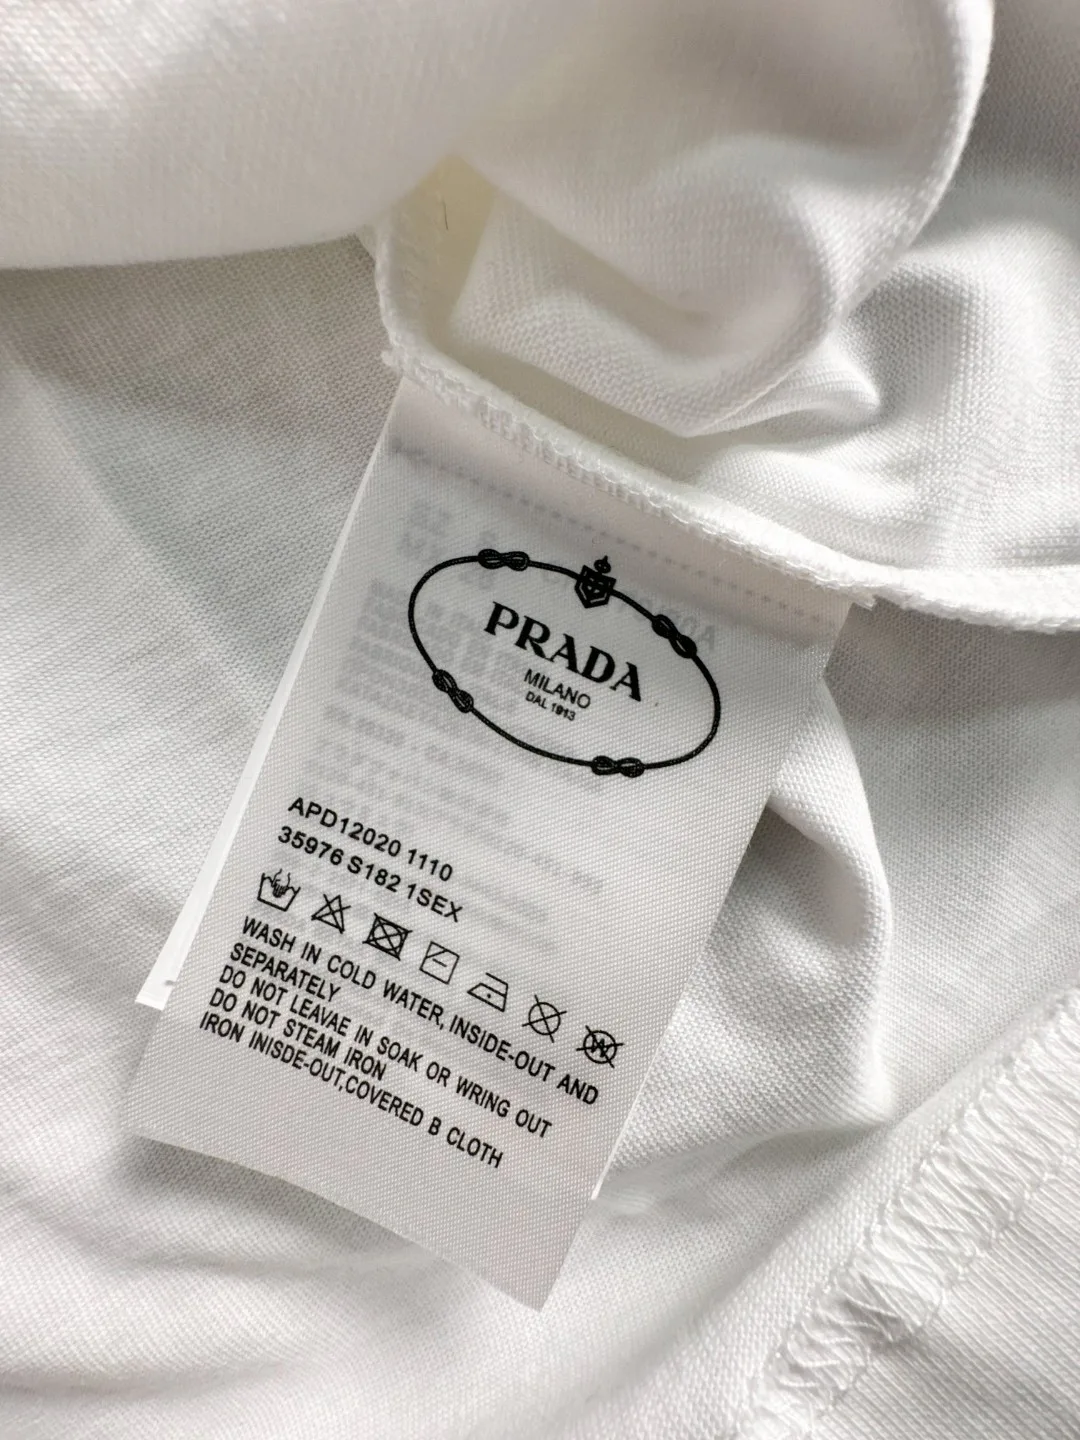 PRADA
MILANO
DAL 1913
APD12020 1110
35976 S182 1SEX
WASH IN COLD WATER, INSIDE-OUT AND
SEPARATELY
DO NOT LEAVAE IN SOAK OR WRING OUT
DO NOT STEAM IRON
IRON INISDE-OUT,COVERED B CLOTH